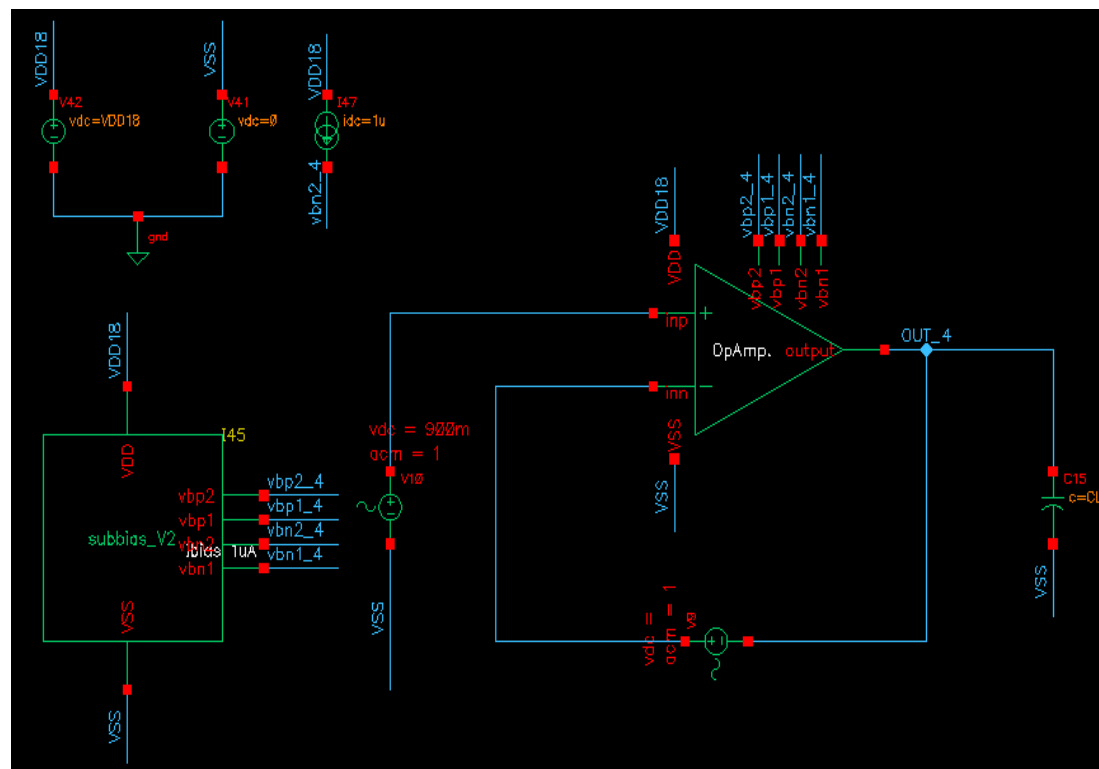 VDD18
V42
vdc=VDD18
VSS
V41
vdc=0
VDD18
I47
idc=1u
vbn2_4
gnd
VDD18
VDD
vbp2_4
vbp1_4
vbn2_4
vbn1_4
vbp2
vbp1
vbn2
vbn1
inp
+
OpAmp.
output
OUT_4
inn
−
VSS
VSS
VDD18
I45
VDD
vbp2
vbp1
vbn1
subbias_V2
Ibias_1uA
vbp2_4
vbp1_4
vbn2_4
vbn1_4
VSS
VSS
vdc = 900m
acm = 1
V10
VSS
vdc =
acm = 1
V9
C15
c=CL
VSS